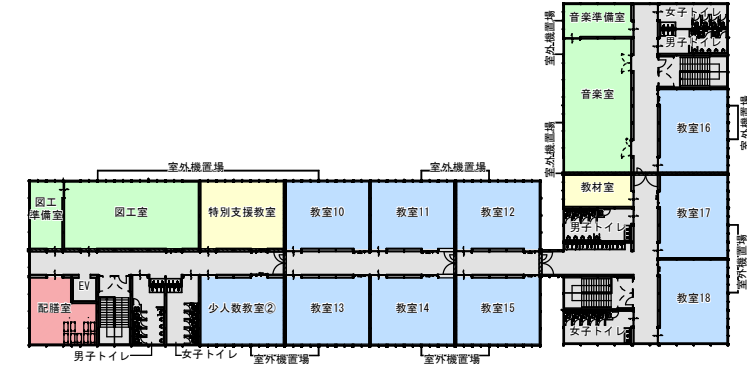 音楽準備室
女子トイレ
男子トイレ
室外機置場
音楽室
教室16
室外機置場
室外機置場
室外機置場
室外機置場
図工
準備室
図工室
特別支援教室
教室10
教室11
教室12
教材室
男子トイレ
教室17
室外機置場
EV
配膳室
少人数教室②
教室13
教室14
教室15
教室18
女子トイレ
男子トイレ
女子トイレ
室外機置場
室外機置場